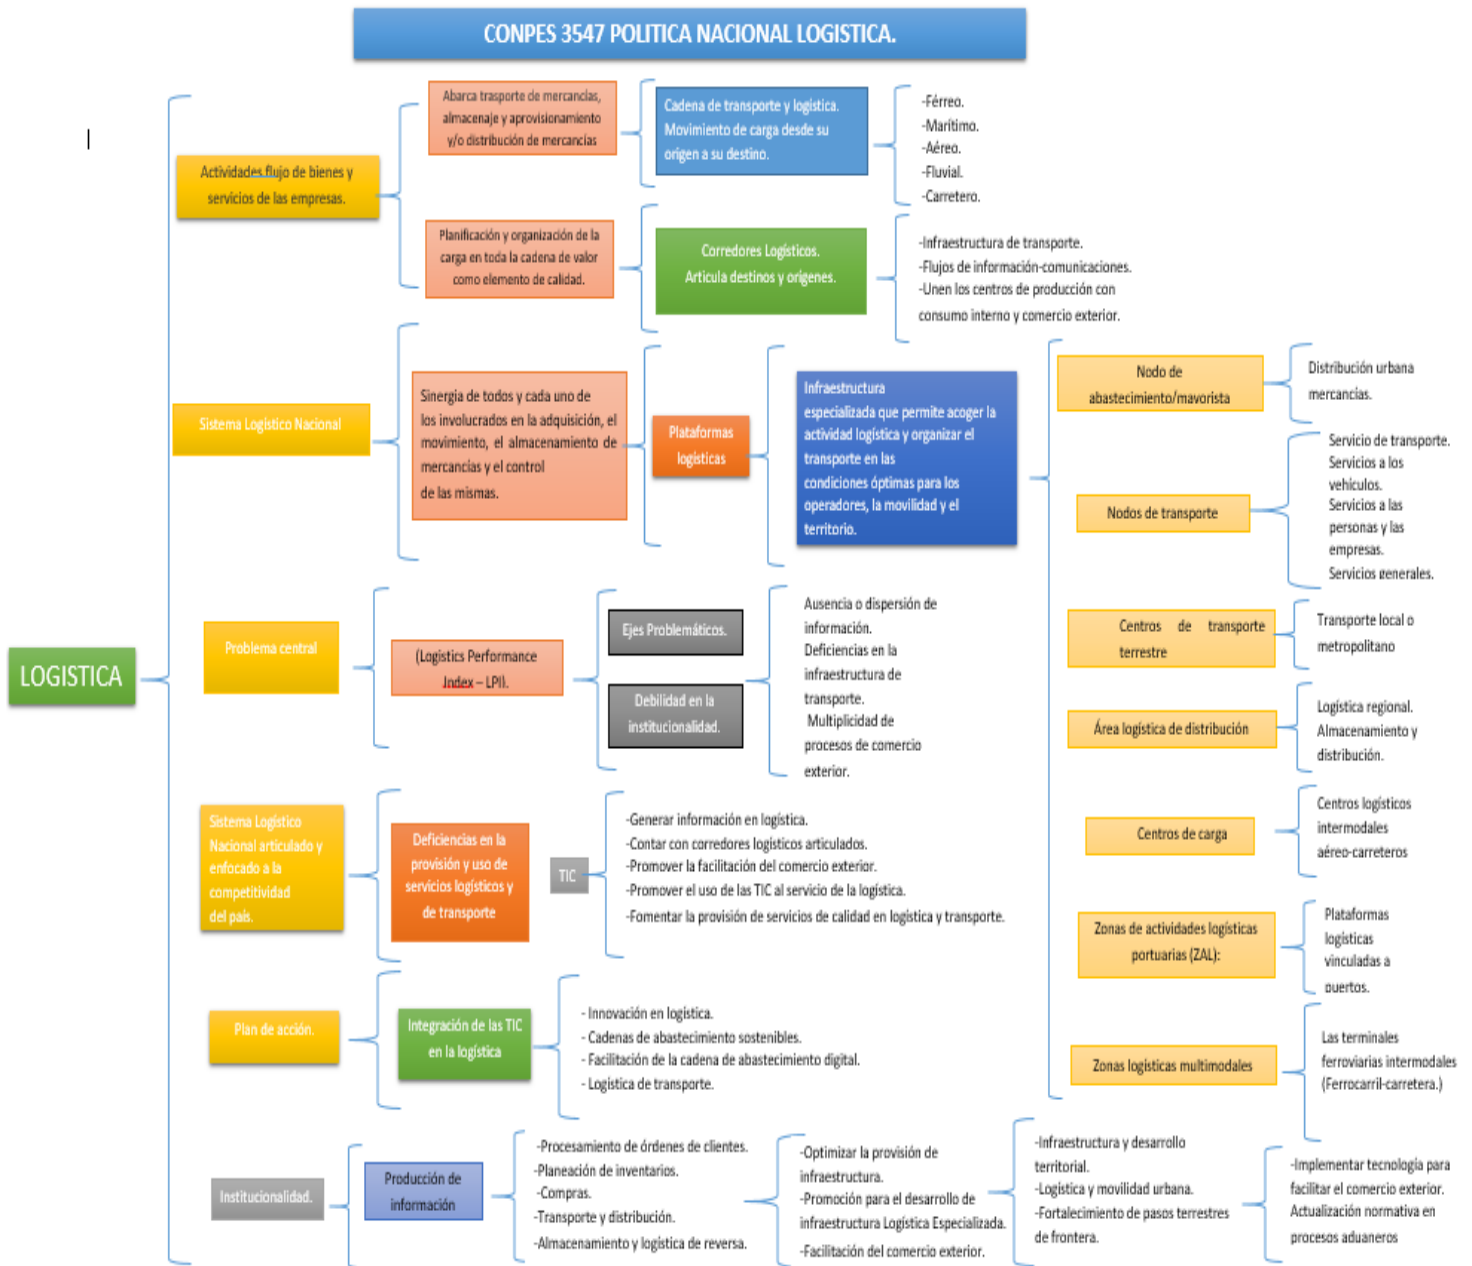 CONPES 3547 POLITICA NACIONAL LOGISTICA.
LOGISTICA
Actividades flujo de bienes y
servicios de las empresas.
Abarca trasporte de mercancías,
almacenaje y aprovisionamiento
y/o distribución de mercancías
Cadena de transporte y logística.
Movimiento de carga desde su
origen a su destino.
-Férreo.
-Marítimo.
-Aéreo.
-Fluvial.
-Carretero.
Planificación y organización de la
carga en toda la cadena de valor
como elemento de calidad.
Corredores Logísticos.
Articula destinos y orígenes.
-Infraestructura de transporte.
-Flujos de información-comunicaciones.
-Unen los centros de producción con
consumo interno y comercio exterior.
Sistema Logístico Nacional
Sinergia de todos y cada uno de
los involucrados en la adquisición, el
movimiento, el almacenamiento de
mercancías y el control
de las mismas.
Plataformas
logísticas
Infraestructura
especializada que permite acoger la
actividad logística y organizar el
transporte en las
condiciones óptimas para los
operadores, la movilidad y el
territorio.
Nodo de
abastecimiento/mayorista
Distribución urbana
mercancías.
Nodos de transporte
Servicio de transporte.
Servicios a los
vehículos.
Servicios a las
personas y las
empresas.
Servicios generales.
Centros de transporte
terrestre
Transporte local o
metropolitano
Área logística de distribución
Logística regional.
Almacenamiento y
distribución.
Centros de carga
Centros logísticos
intermodales
aéreo-carreteros
Zonas de actividades logísticas
portuarias (ZAL):
Plataformas
logísticas
vinculadas a
puertos.
Zonas logísticas multimodales
Las terminales
ferroviarias intermodales
(Ferrocarril-carretera.)
Problema central
(Logistics Performance
Index – LPI).
Ejes Problemáticos.
Debilidad en la
institucionalidad.
Ausencia o dispersión de
información.
Deficiencias en la
infraestructura de
transporte.
Multiplicidad de
procesos de comercio
exterior.
Sistema Logístico
Nacional articulado y
enfocado a la
competitividad
del país.
Deficiencias en la
provisión y uso de
servicios logísticos y
de transporte
TIC
-Generar información en logística.
-Contar con corredores logísticos articulados.
-Promover la facilitación del comercio exterior.
-Promover el uso de las TIC al servicio de la logística.
-Fomentar la provisión de servicios de calidad en logística y transporte.
Plan de acción.
Integración de las TIC
en la logística
- Innovación en logística.
- Cadenas de abastecimiento sostenibles.
- Facilitación de la cadena de abastecimiento digital.
- Logística de transporte.
Institucionalidad.
Producción de
información
-Procesamiento de órdenes de clientes.
-Planeación de inventarios.
-Compras.
-Transporte y distribución.
-Almacenamiento y logística de reversa.
-Optimizar la provisión de
infraestructura.
-Promoción para el desarrollo de
infraestructura Logística Especializada.
-Facilitación del comercio exterior.
-Infraestructura y desarrollo
territorial.
-Logística y movilidad urbana.
-Fortalecimiento de pasos terrestres
de frontera.
-Implementar tecnología para
facilitar el comercio exterior.
Actualización normativa en
procesos aduaneros